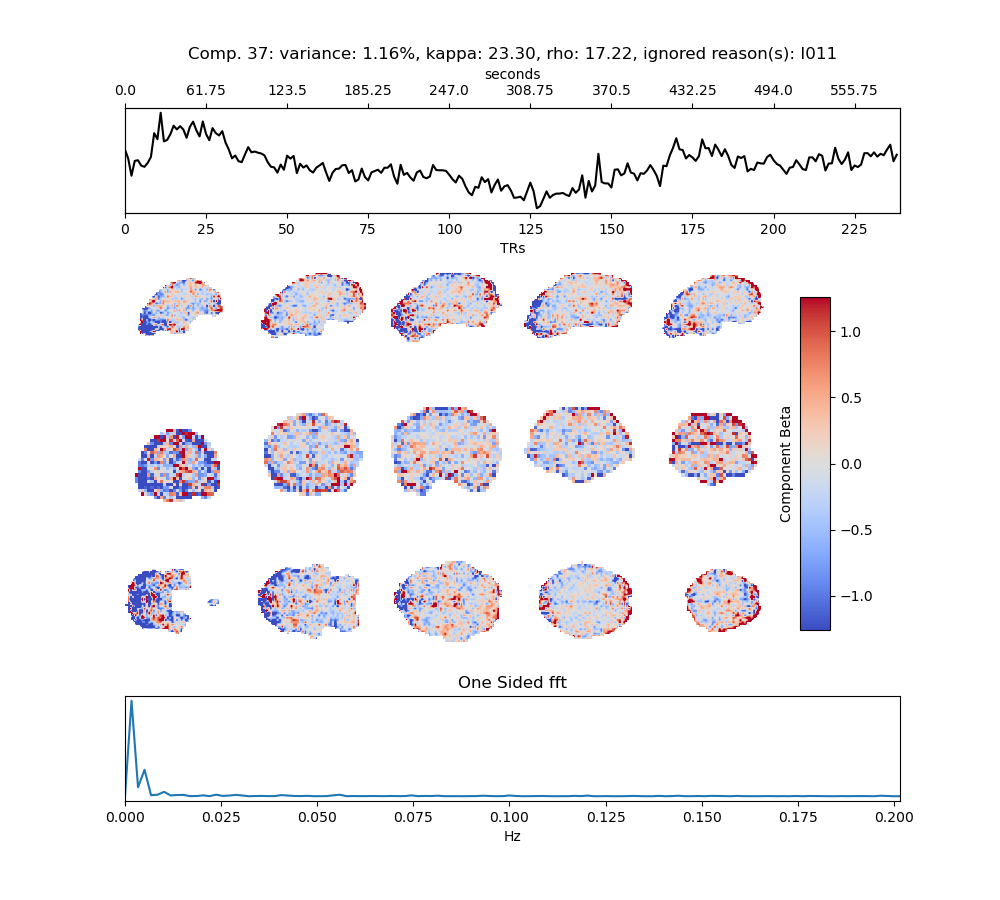 Comp. 37: variance: 1.16%, kappa: 23.30, rho: 17.22, ignored reason(s): I011
seconds
0.0 61.75 123.5 185.25 247.0 308.75 370.5 432.25 494.0 555.75
0 25 50 75 100 125 150 175 200 225
TRs
1.0
0.5
0.0
−0.5
−1.0
Component Beta
One Sided fft
0.000 0.025 0.050 0.075 0.100 0.125 0.150 0.175 0.200
Hz